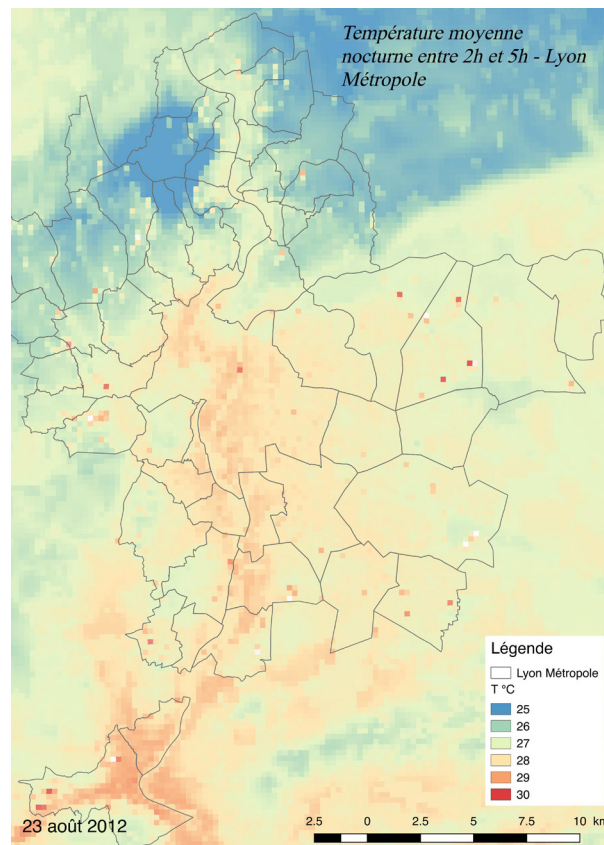 Température moyenne
nocturne entre 2h et 5h - Lyon
Métropole
Légende
Lyon Métropole
T °C
25
26
27
28
29
30
23 août 2012
2.5 0 2.5 5 7.5 10 km